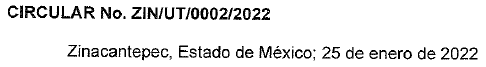 CIRCULAR No. ZIN/UT/0002/2022
Zinacantepec, Estado de México; 25 de enero de 2022